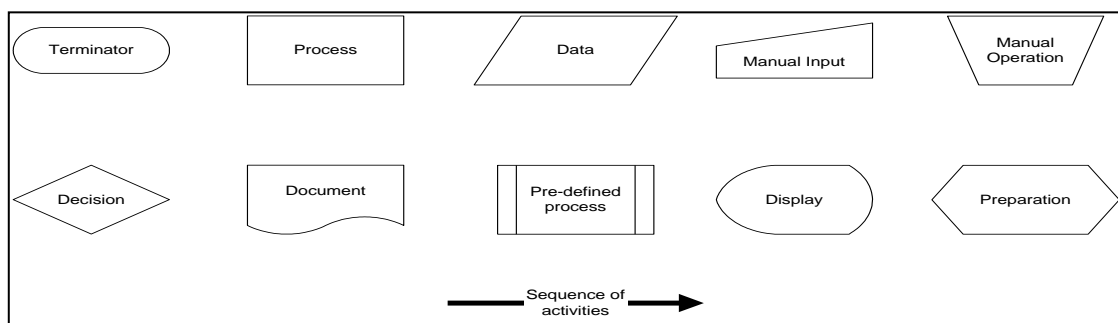 Terminator
Process
Data
Manual Input
Manual
Operation
Decision
Document
Pre-defined
process
Display
Preparation
Sequence of
activities